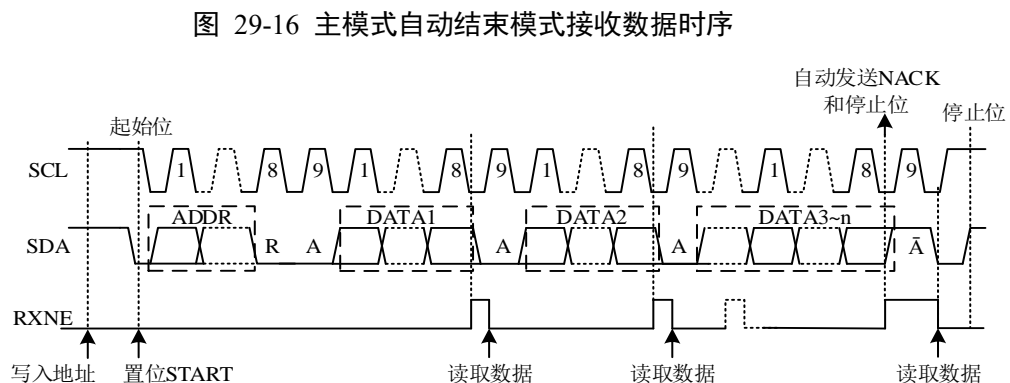 图 29-16 主模式自动结束模式接收数据时序
自动发送NACK
和停止位
停止位
起始位
SCL 1 8 9 1 8 9 1 8 9 1 8 9
ADDR DATA1 DATA2 DATA3~n
SDA R A A A Ā
RXNE
写入地址 置位START 读取数据 读取数据 读取数据